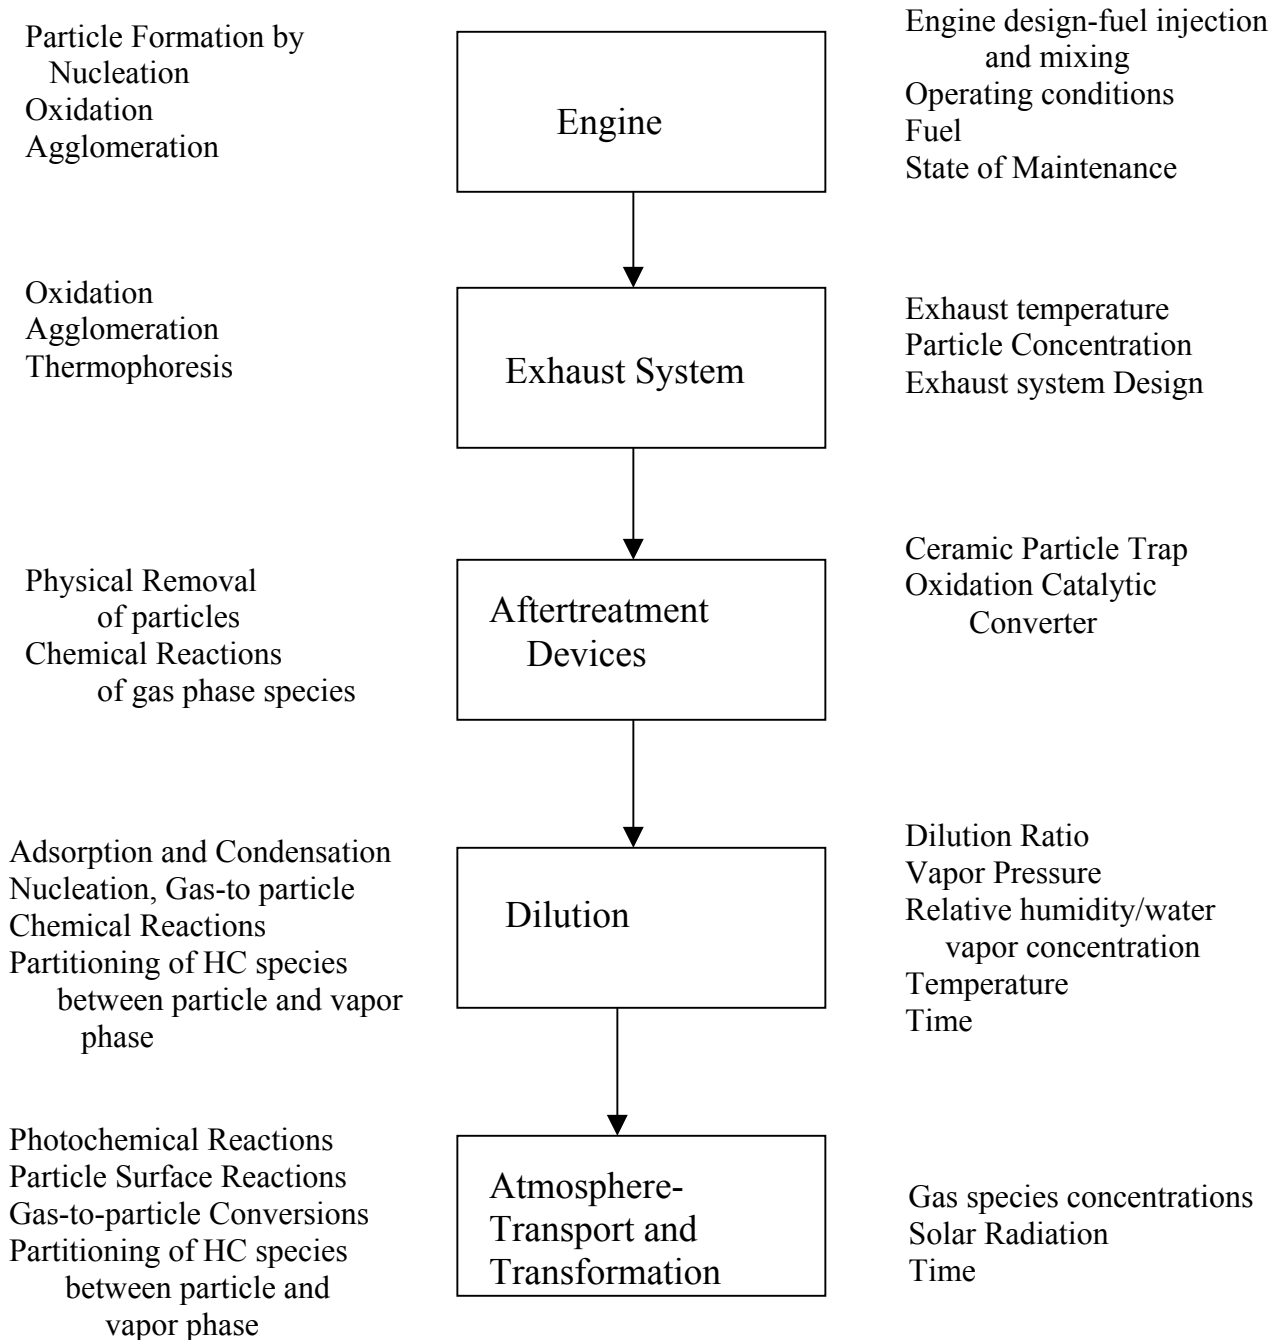 Particle Formation by
Nucleation
Oxidation
Agglomeration
Engine
Engine design-fuel injection
and mixing
Operating conditions
Fuel
State of Maintenance
Oxidation
Agglomeration
Thermophoresis
Exhaust System
Exhaust temperature
Particle Concentration
Exhaust system Design
Physical Removal
of particles
Chemical Reactions
of gas phase species
Aftertreatment
Devices
Ceramic Particle Trap
Oxidation Catalytic
Converter
Adsorption and Condensation
Nucleation, Gas-to particle
Chemical Reactions
Partitioning of HC species
between particle and vapor
phase
Dilution
Dilution Ratio
Vapor Pressure
Relative humidity/water
vapor concentration
Temperature
Time
Photochemical Reactions
Particle Surface Reactions
Gas-to-particle Conversions
Partitioning of HC species
between particle and
vapor phase
Atmosphere-
Transport and
Transformation
Gas species concentrations
Solar Radiation
Time